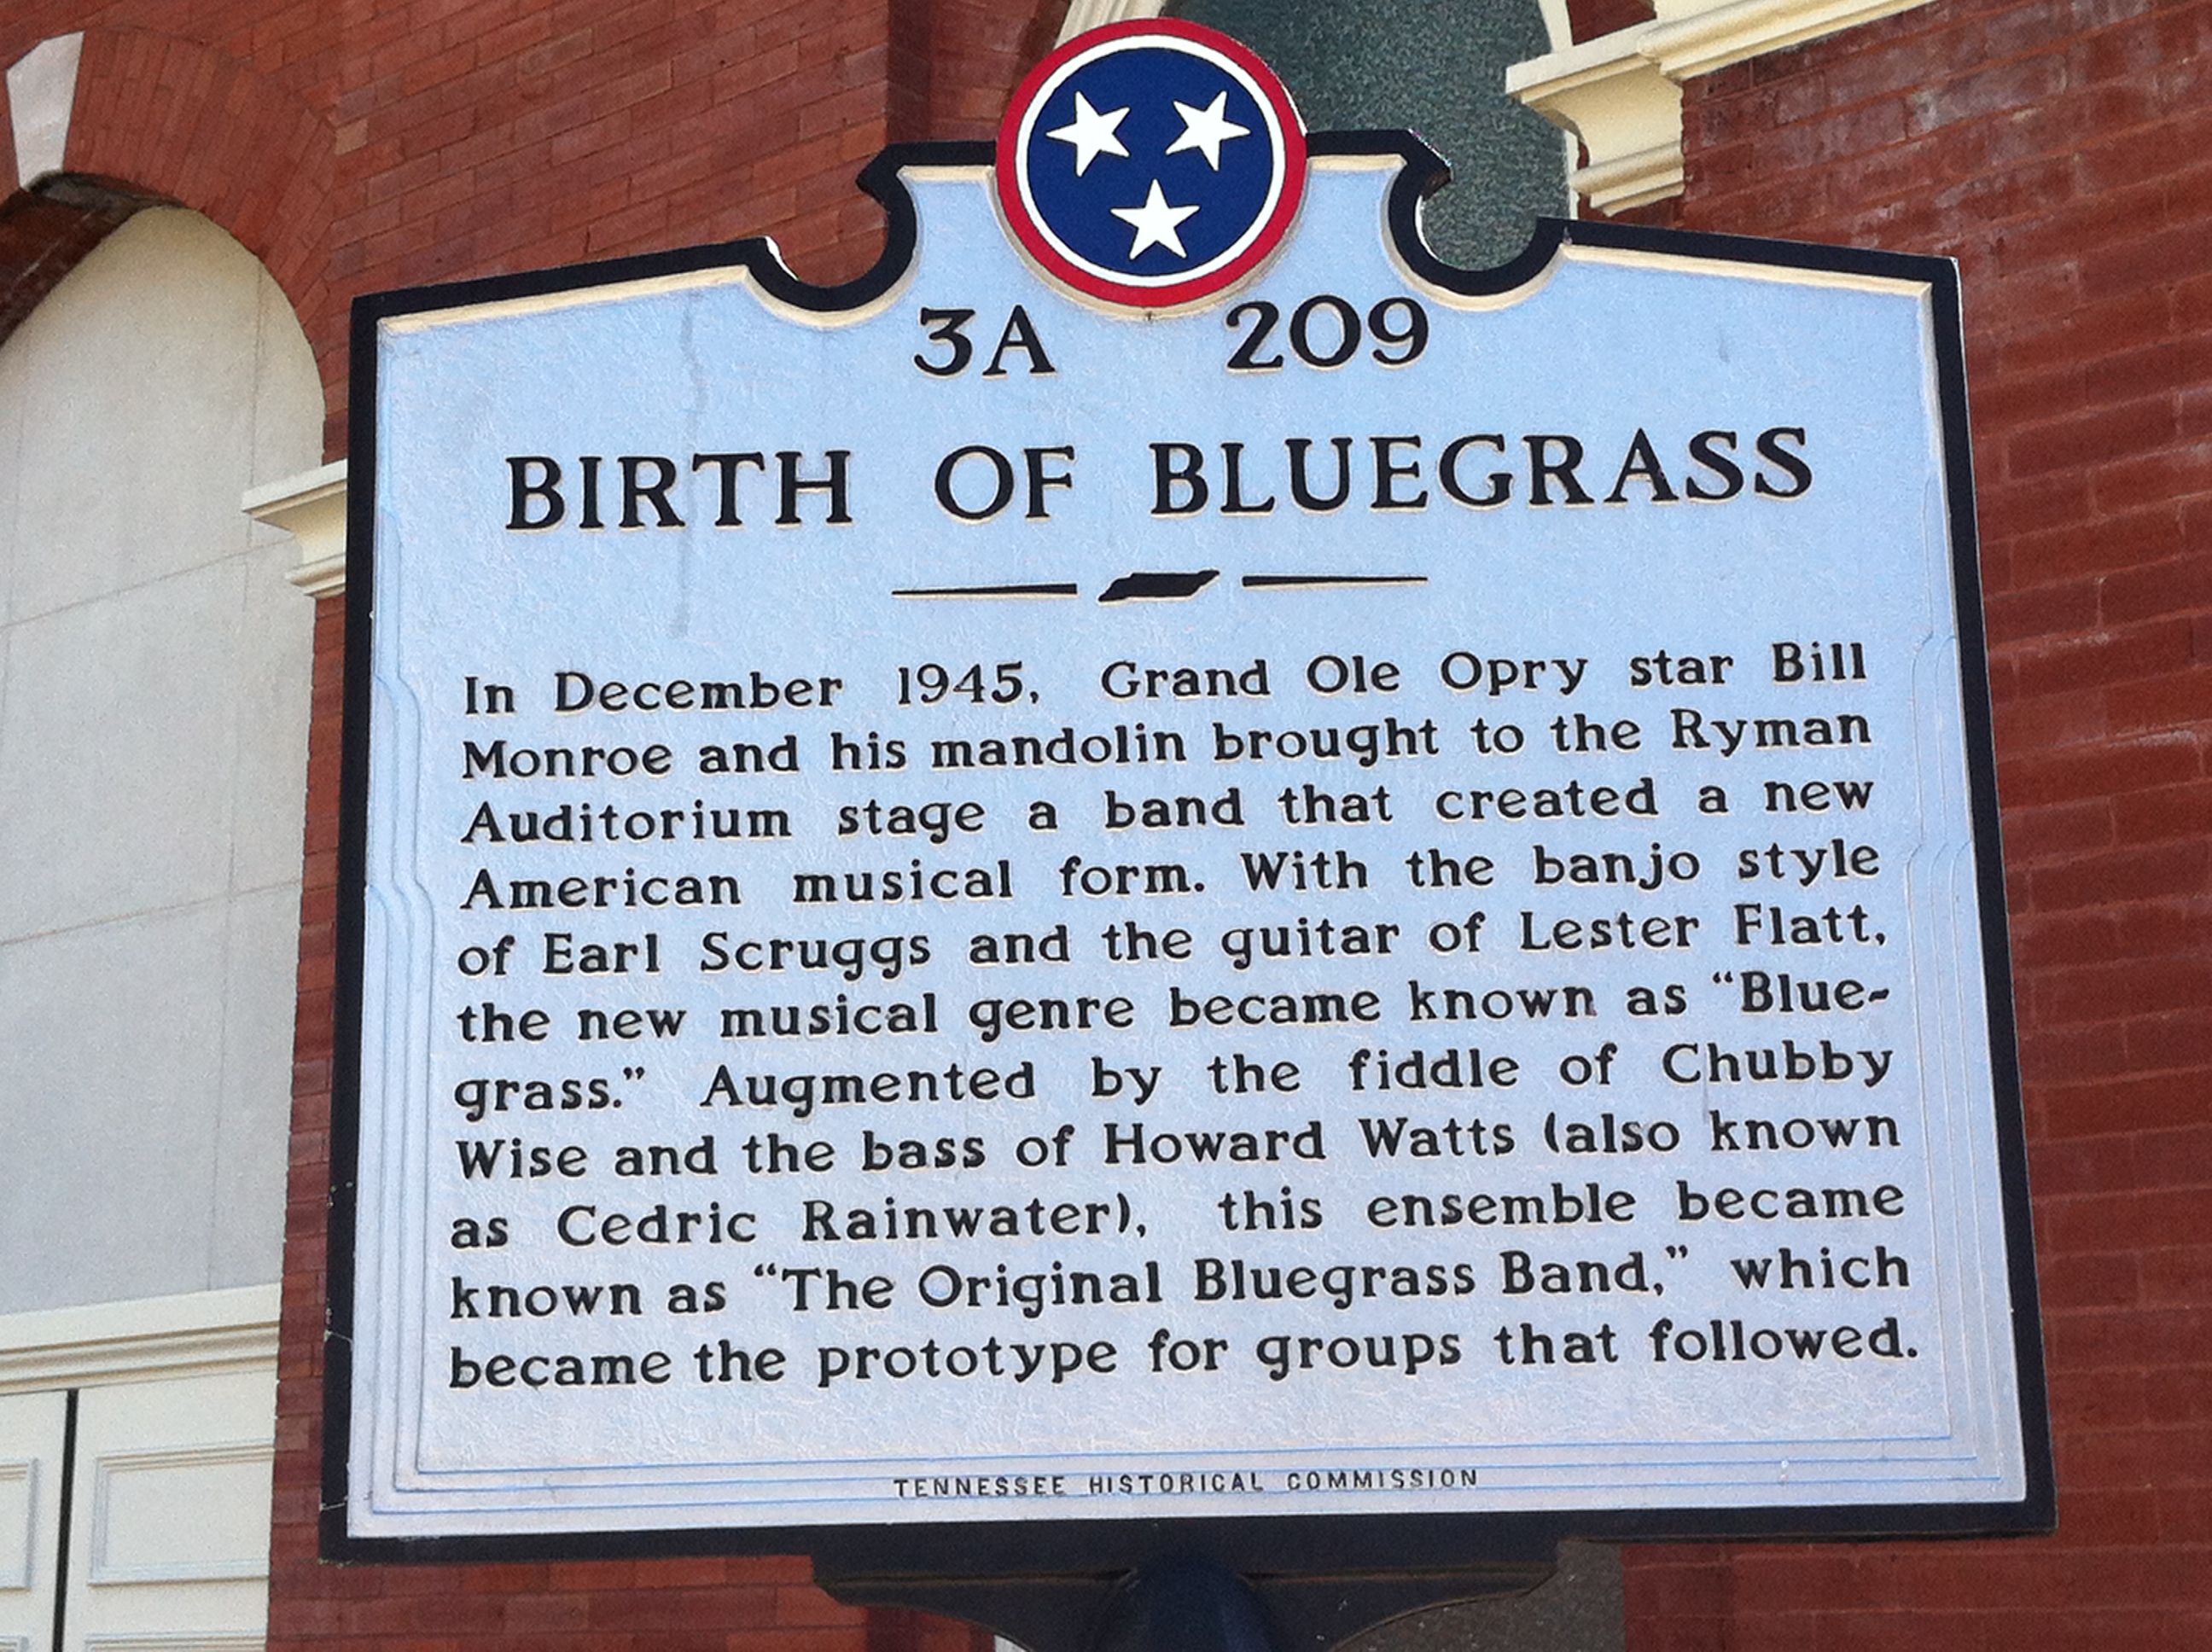 3A 209
BIRTH OF BLUEGRASS
In December 1945, Grand Ole Opry star Bill
Monroe and his mandolin brought to the Ryman
Auditorium stage a band that created a new
American musical form. With the banjo style
of Earl Scruggs and the guitar of Lester Flatt,
the new musical genre became known as “Blue-
grass.” Augmented by the fiddle of Chubby
Wise and the bass of Howard Watts (also known
as Cedric Rainwater), this ensemble became
known as “The Original Bluegrass Band,” which
became the prototype for groups that followed.
TENNESSEE HISTORICAL COMMISSION